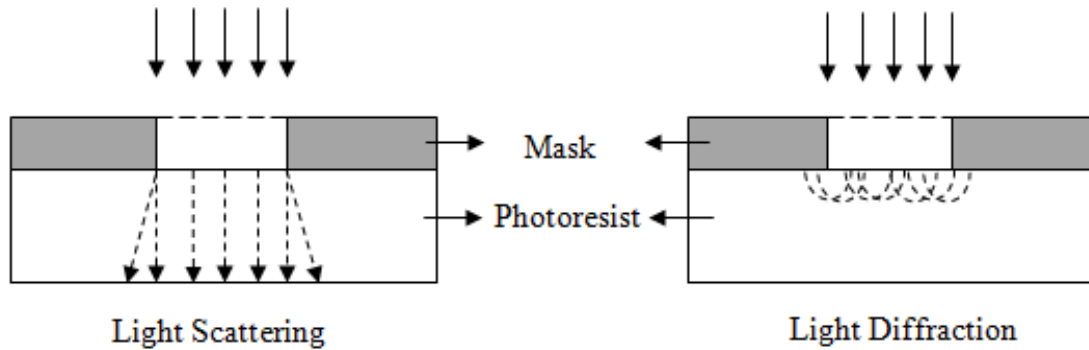 Mask
Photoresist
Light Scattering
Light Diffraction